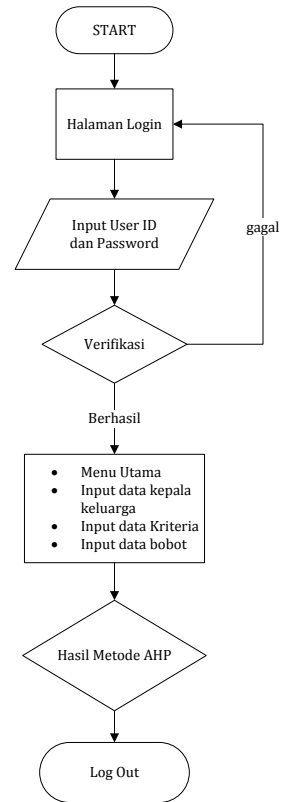 START
Halaman Login
Input User ID
dan Password
gagal
Verifikasi
Berhasil
• Menu Utama
• Input data kepala
keluarga
• Input data Kriteria
• Input data bobot
Hasil Metode AHP
Log Out